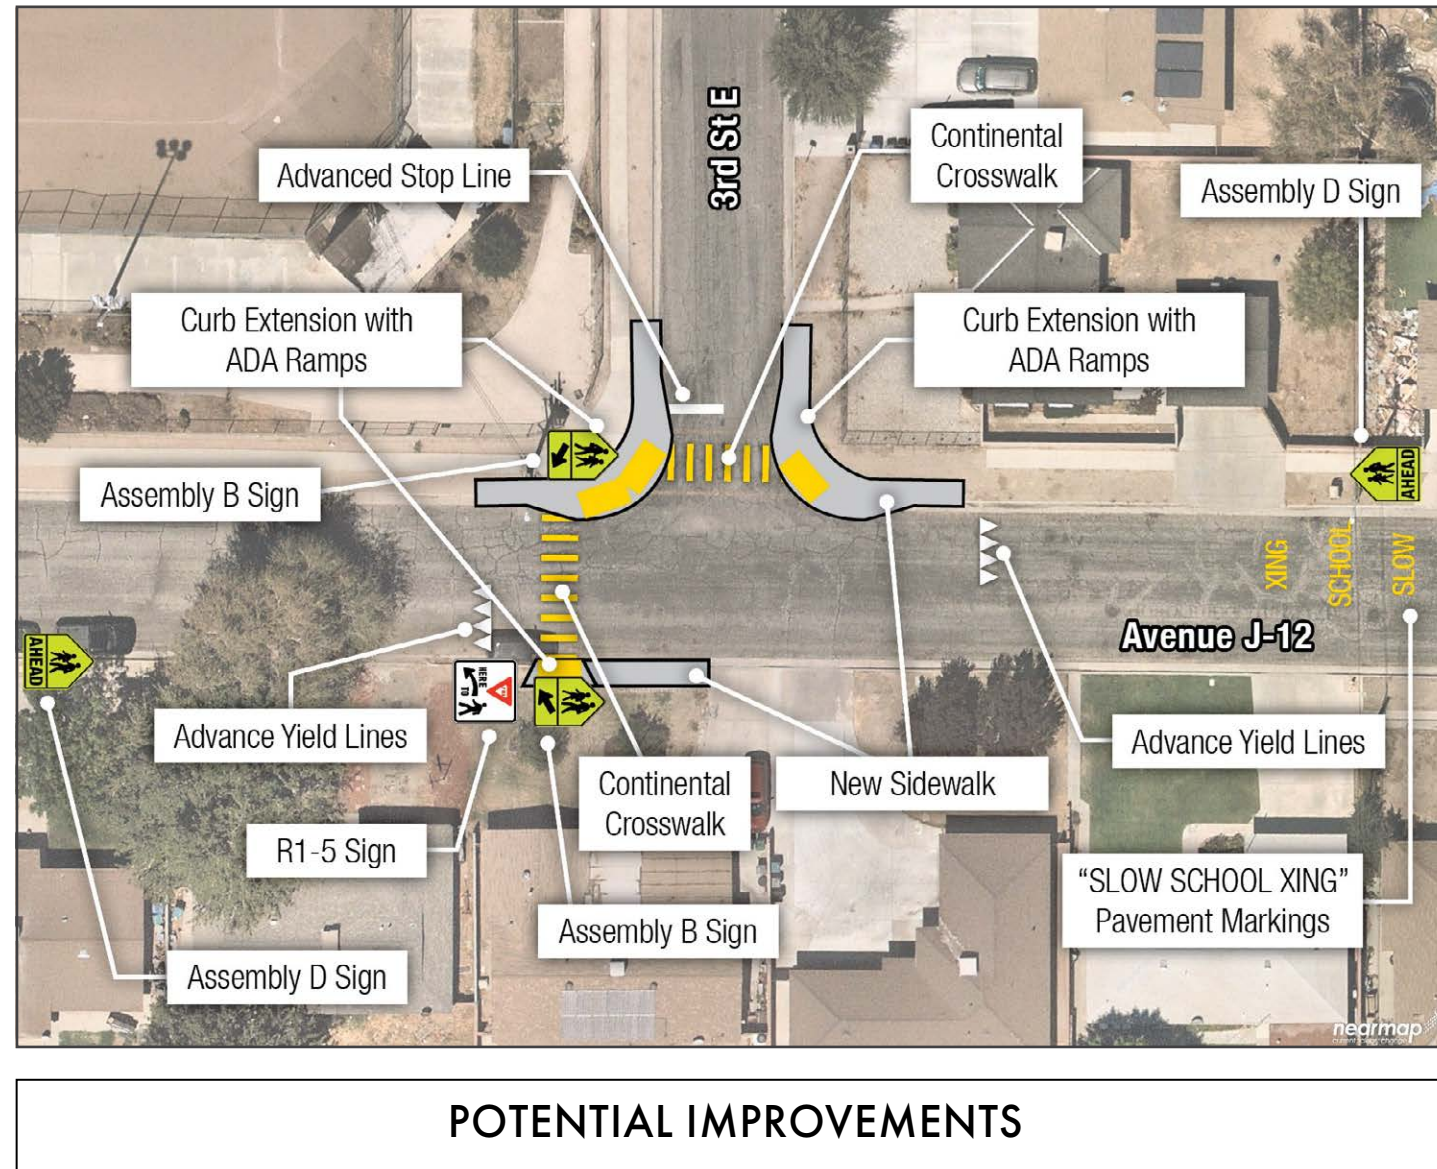 3rd St E
Continental
Crosswalk
Advanced Stop Line
Assembly D Sign
Curb Extension with
ADA Ramps
Curb Extension with
ADA Ramps
Assembly B Sign
AHEAD
XING
SCHOOL
SLOW
Avenue J-12
AHEAD
HERE
TO
Advance Yield Lines
Advance Yield Lines
Continental
Crosswalk
New Sidewalk
R1-5 Sign
“SLOW SCHOOL XING”
Pavement Markings
Assembly B Sign
Assembly D Sign
nearmap
POTENTIAL IMPROVEMENTS